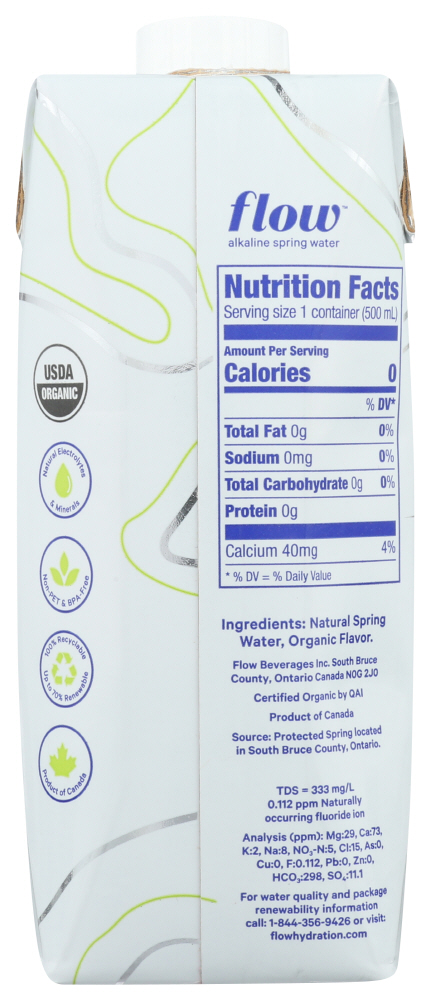 flow™
alkaline spring water
Nutrition Facts
Serving size 1 container (500 mL)
Amount Per Serving
Calories 0
% DV*
Total Fat 0g 0%
Sodium 0mg 0%
Total Carbohydrate 0g 0%
Protein 0g
Calcium 40mg 4%
* % DV = % Daily Value
Ingredients: Natural Spring
Water, Organic Flavor.
Flow Beverages Inc. South Bruce
County, Ontario Canada N0G 2J0
Certified Organic by QAI
Product of Canada
Source: Protected Spring located
in South Bruce County, Ontario.
TDS = 333 mg/L
0.112 ppm Naturally
occurring fluoride ion
Analysis (ppm): Mg:29, Ca:73,
K:2, Na:8, NO₃-N:5, Cl:15, As:0,
Cu:0, F:0.112, Pb:0, Zn:0,
HCO₃:298, SO₄:11.1
For water quality and package
renewability information
call: 1-844-356-9426 or visit:
flowhydration.com
USDA
ORGANIC
Natural Electrolytes
& Minerals
Non-PET & BPA-Free
100% Recyclable
Up to 70% Renewable
Product of Canada